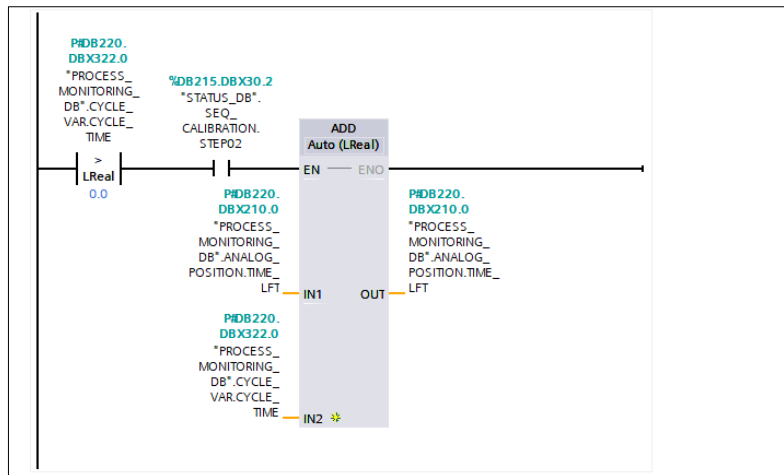 P#DB220.
DBX322.0
"PROCESS_
MONITORING_
DB".CYCLE_
VAR.CYCLE_
TIME
>
LReal
0.0
%DB215.DBX30.2
"STATUS_DB".
SEQ_
CALIBRATION.
STEP02
ADD
Auto (LReal)
EN
ENO
P#DB220.
DBX210.0
"PROCESS_
MONITORING_
DB".ANALOG_
POSITION.TIME_
LFT
IN1
OUT
P#DB220.
DBX210.0
"PROCESS_
MONITORING_
DB".ANALOG_
POSITION.TIME_
LFT
P#DB220.
DBX322.0
"PROCESS_
MONITORING_
DB".CYCLE_
VAR.CYCLE_
TIME
IN2